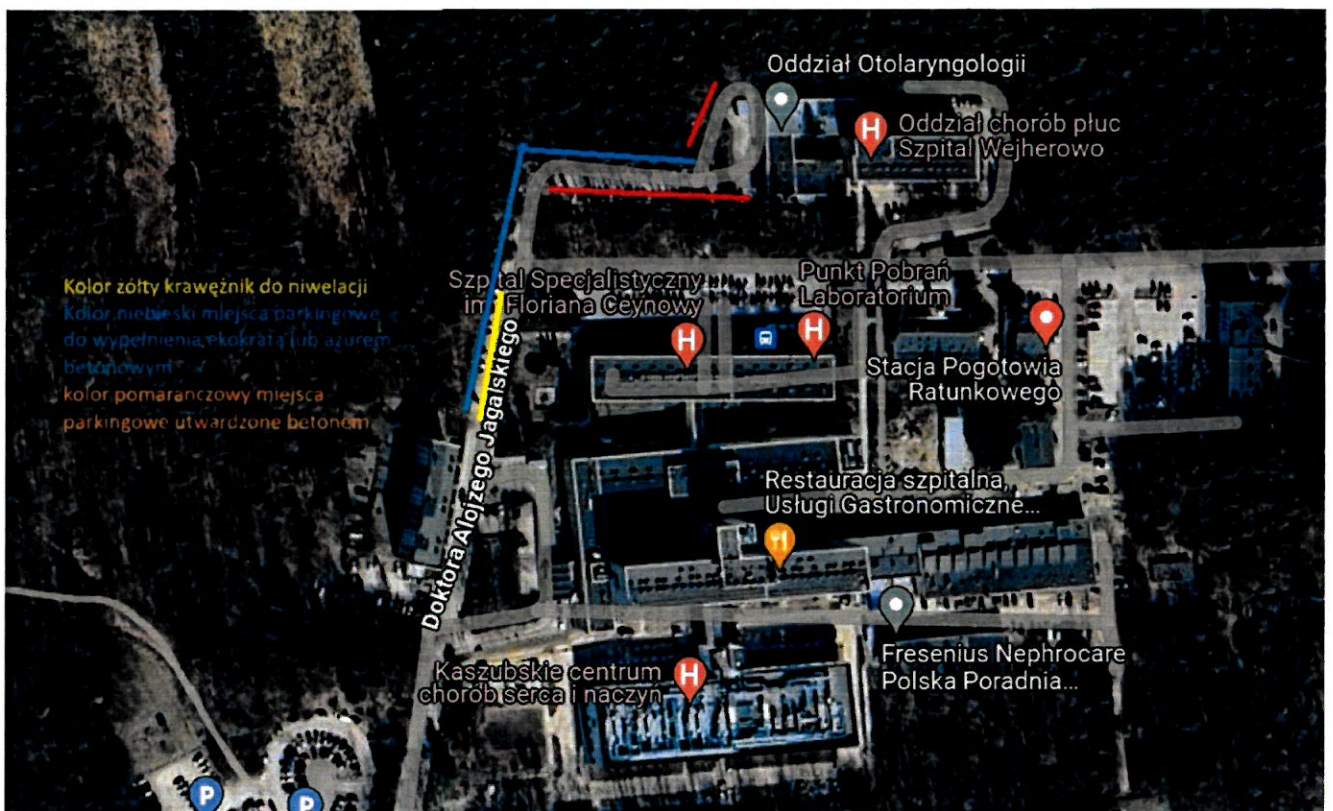 Oddział Otolaryngologii
Oddział chorób płuc
Szpital Wejherowo
Kolor żółty krawężnik do niwelacji
Kolor niebieski miejsca parkingowe
do wypełnienia ekokratą lub ażurem
betonowym
kolor pomaranczowy miejsca
parkingowe utwardzone betonem
Szpital Specjalistyczny
im. Floriana Ceynowy
Punkt Pobrań
Laboratorium
Stacja Pogotowia
Ratunkowego
Doktora Alojzego Jagalskiego
Restauracja szpitalna,
Usługi Gastronomiczne...
Fresenius Nephrocare
Polska Poradnia...
Kaszubskie centrum
chorób serca i naczyń
H
H
H
H
P
P